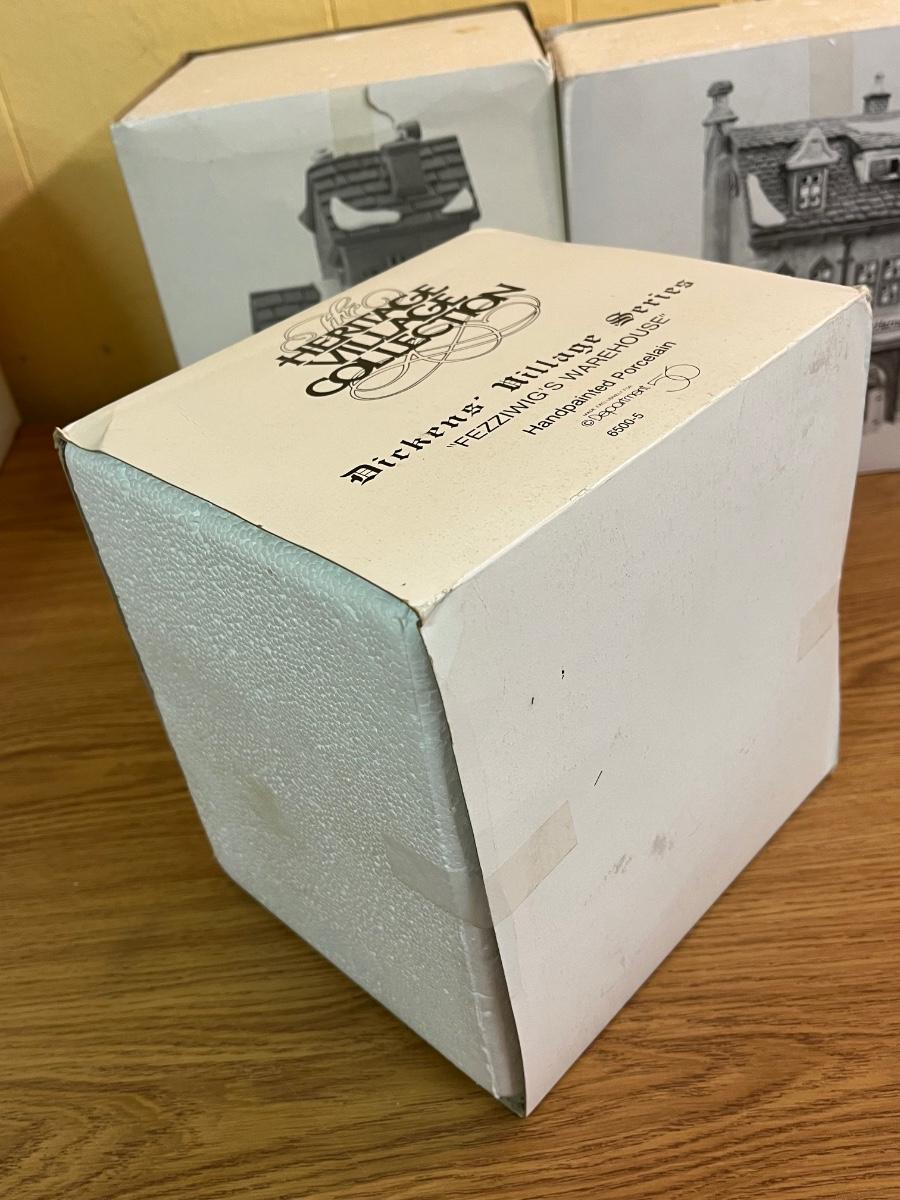 The
HERITAGE
VILLAGE
COLLECTION
Dickens' Village Series
"FEZZIWIG'S WAREHOUSE"
Handpainted Porcelain
©Department 56
6500-5